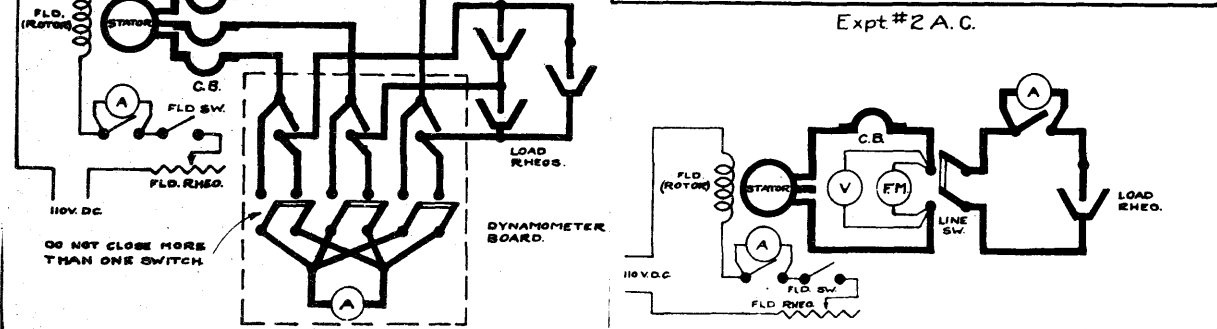 FLD.
(ROTOR)
STATOR
C.B.
A
FLD SW.
FLD. RHEO.
110V. D.C.
DO NOT CLOSE MORE
THAN ONE SWITCH
A
LOAD
RHEOS.
DYNAMOMETER
BOARD.
Expt. #2 A. C.
A
C.B.
FLD.
(ROTOR)
STATOR
V
F.M.
LINE
SW.
LOAD
RHEO.
A
110 V. D.C.
FLD. SW.
FLD RHEO.